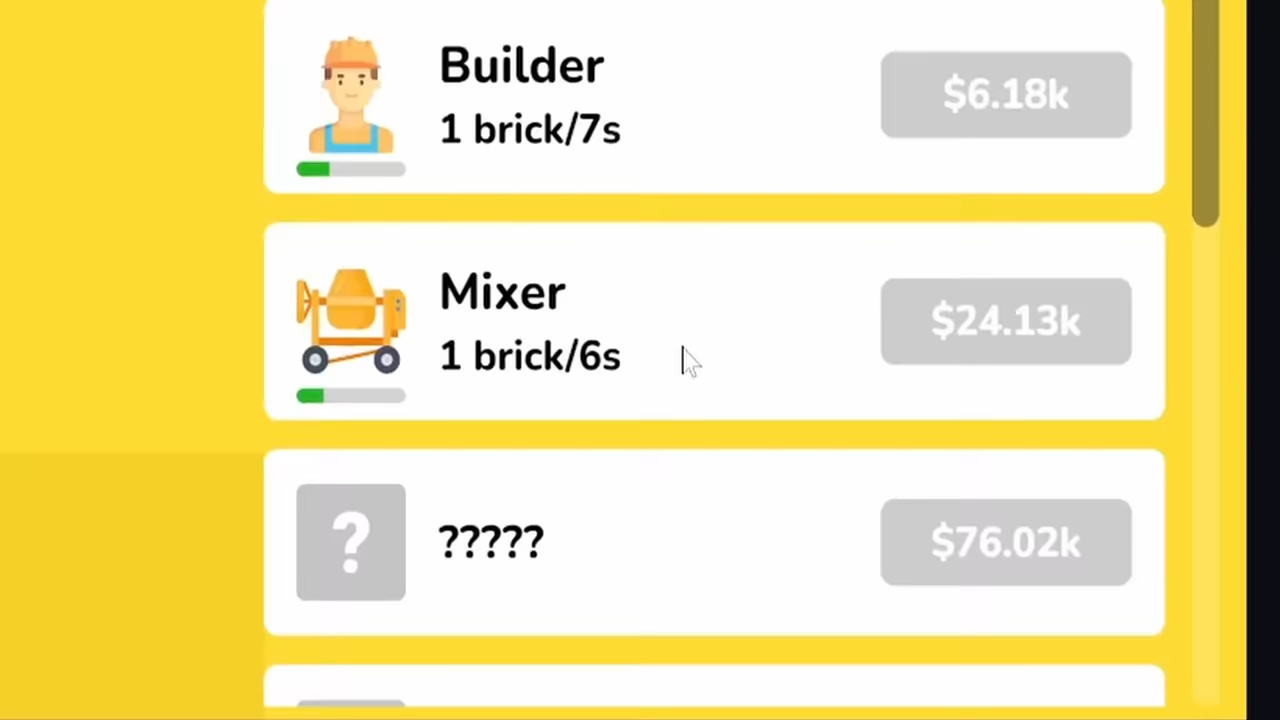 Builder
1 brick/7s
$6.18k
Mixer
1 brick/6s
$24.13k
?
?????
$76.02k